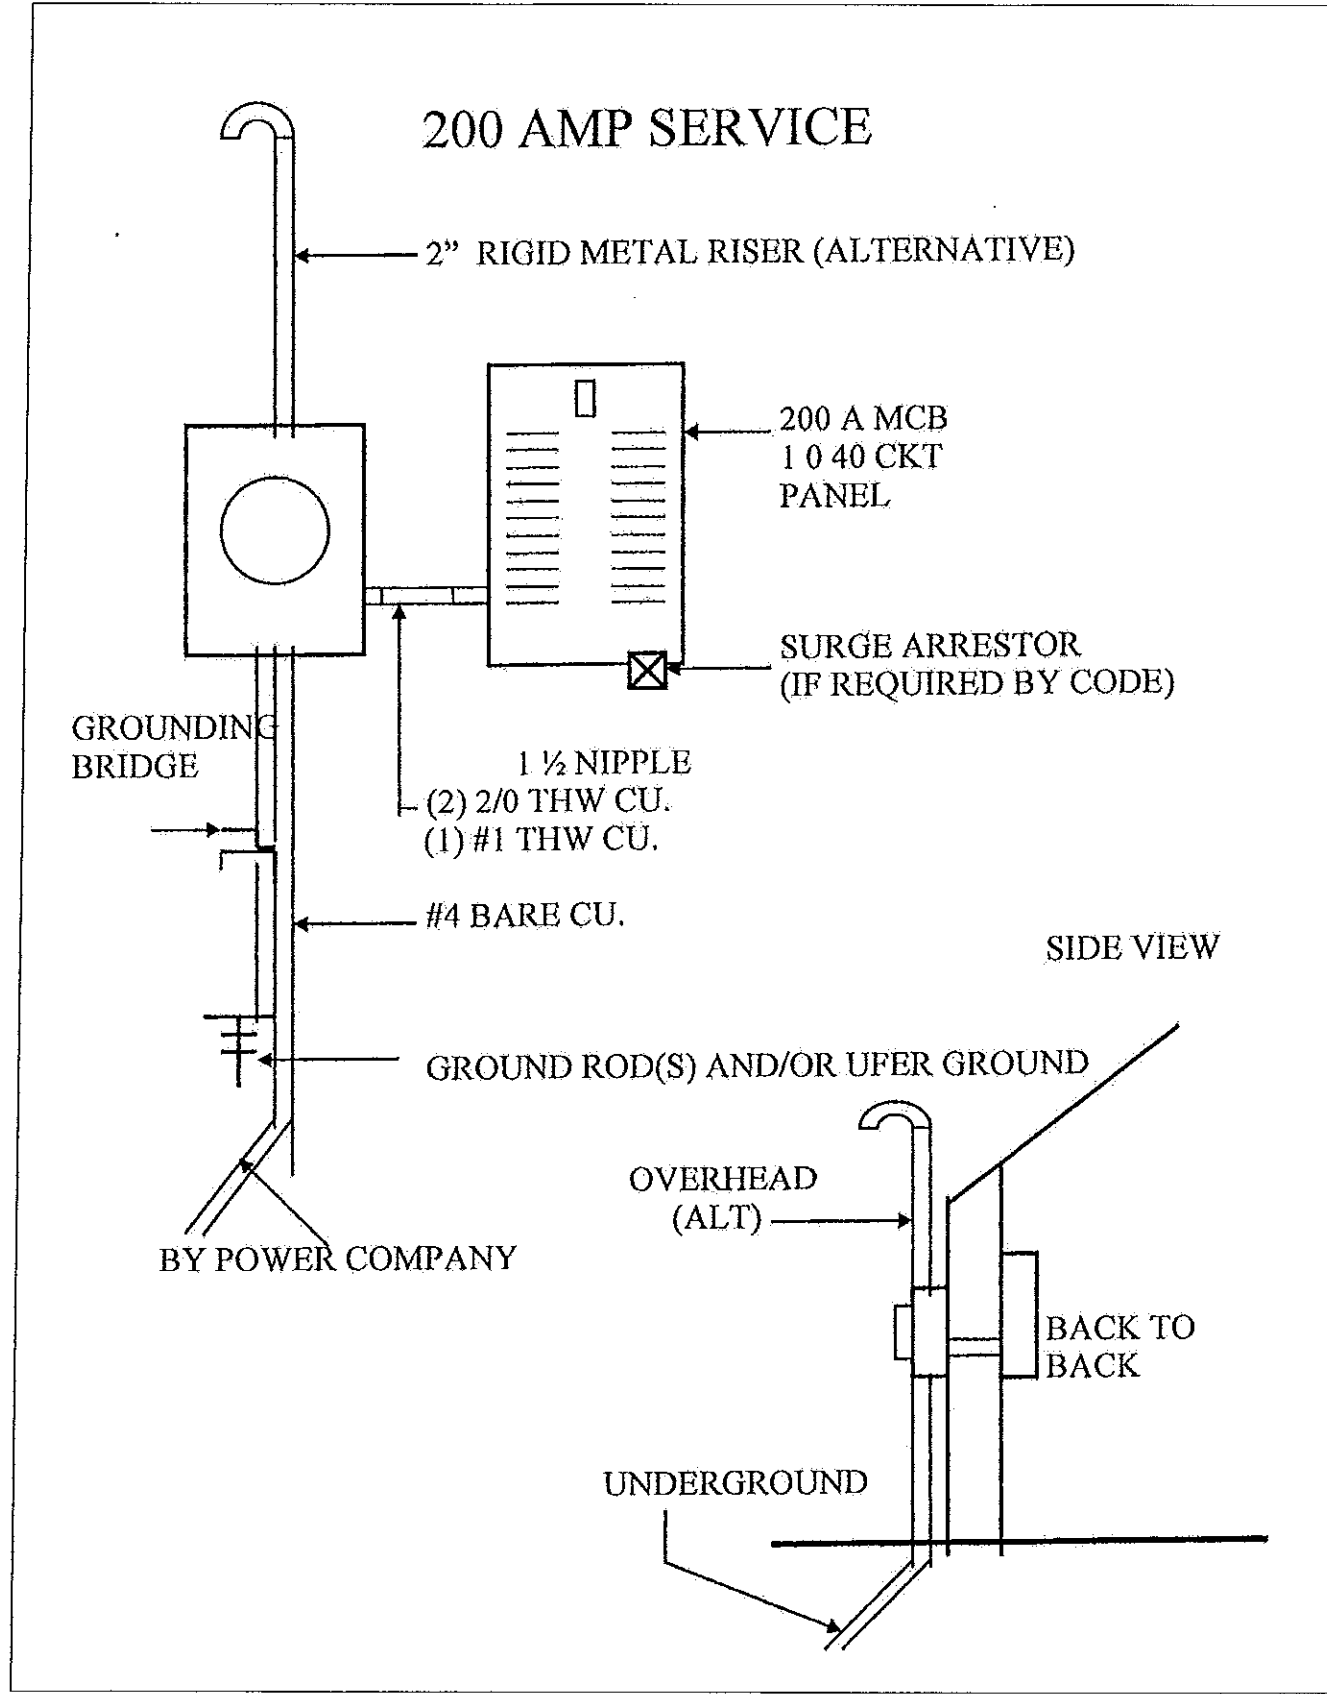 200 AMP SERVICE
2” RIGID METAL RISER (ALTERNATIVE)
200 A MCB
1 0 40 CKT
PANEL
SURGE ARRESTOR
(IF REQUIRED BY CODE)
GROUNDING
BRIDGE
1 ½ NIPPLE
(2) 2/0 THW CU.
(1) #1 THW CU.
#4 BARE CU.
SIDE VIEW
GROUND ROD(S) AND/OR UFER GROUND
OVERHEAD
(ALT)
BY POWER COMPANY
BACK TO
BACK
UNDERGROUND